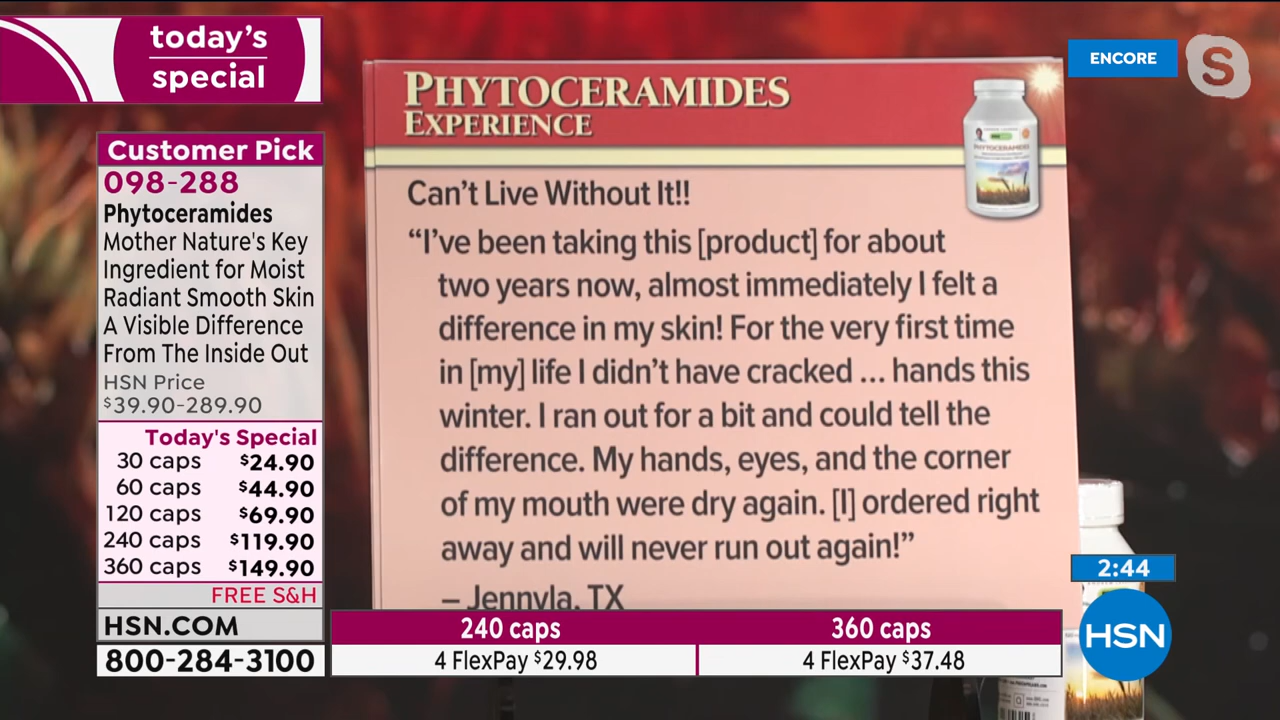 today's
special
Customer Pick
098-288
Phytoceramides
Mother Nature's Key
Ingredient for Moist
Radiant Smooth Skin
A Visible Difference
From The Inside Out
HSN Price
$39.90-289.90
Today's Special
30 caps $24.90
60 caps $44.90
120 caps $69.90
240 caps $119.90
360 caps $149.90
FREE S&H
HSN.COM
800-284-3100
PHYTOCERAMIDES
EXPERIENCE
PHYTOCERAMIDES
Can't Live Without It!!
“I've been taking this [product] for about
two years now, almost immediately I felt a
difference in my skin! For the very first time
in [my] life I didn't have cracked ... hands this
winter. I ran out for a bit and could tell the
difference. My hands, eyes, and the corner
of my mouth were dry again. [I] ordered right
away and will never run out again!”
– Jennyla, TX
240 caps 360 caps
4 FlexPay $29.98 4 FlexPay $37.48
ENCORE
S
2:44
HSN